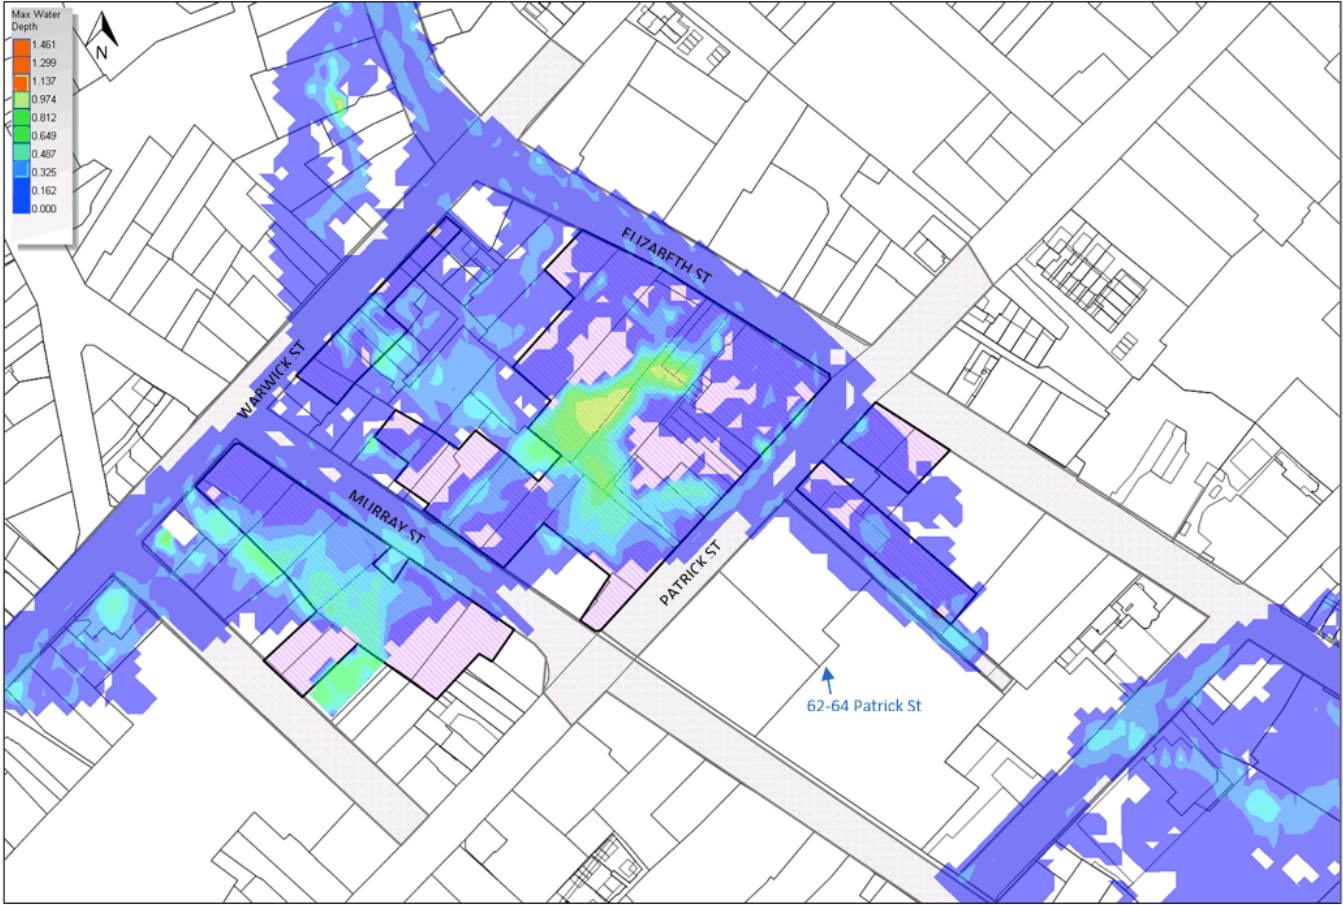 Max Water
Depth
1.461
1.299
1.137
0.974
0.812
0.649
0.487
0.325
0.162
0.000
N
ELIZABETH ST
WARWICK ST
MURRAY ST
PATRICK ST
62-64 Patrick St